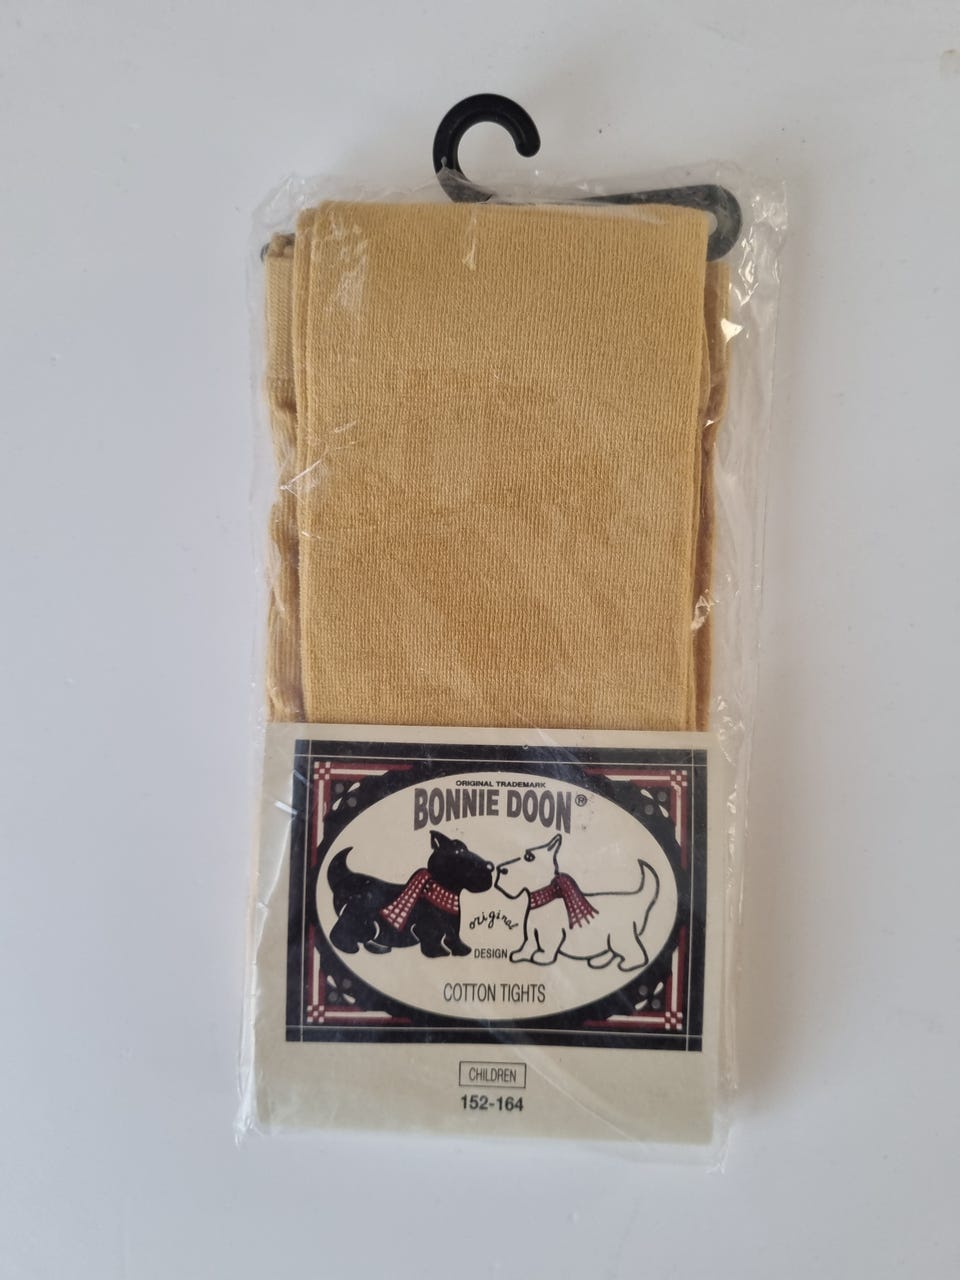 ORIGINAL TRADEMARK
BONNIE DOON®
original
DESIGN
COTTON TIGHTS
CHILDREN
152-164